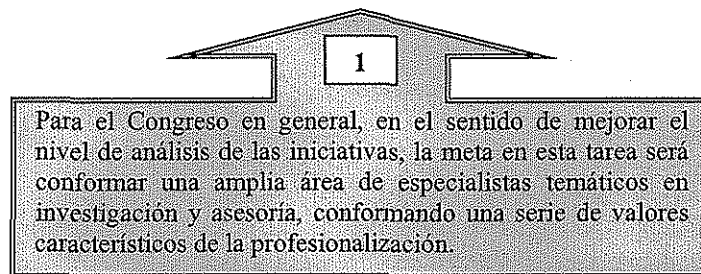 1
Para el Congreso en general, en el sentido de mejorar el
nivel de análisis de las iniciativas, la meta en esta tarea será
conformar una amplia área de especialistas temáticos en
investigación y asesoría, conformando una serie de valores
característicos de la profesionalización.